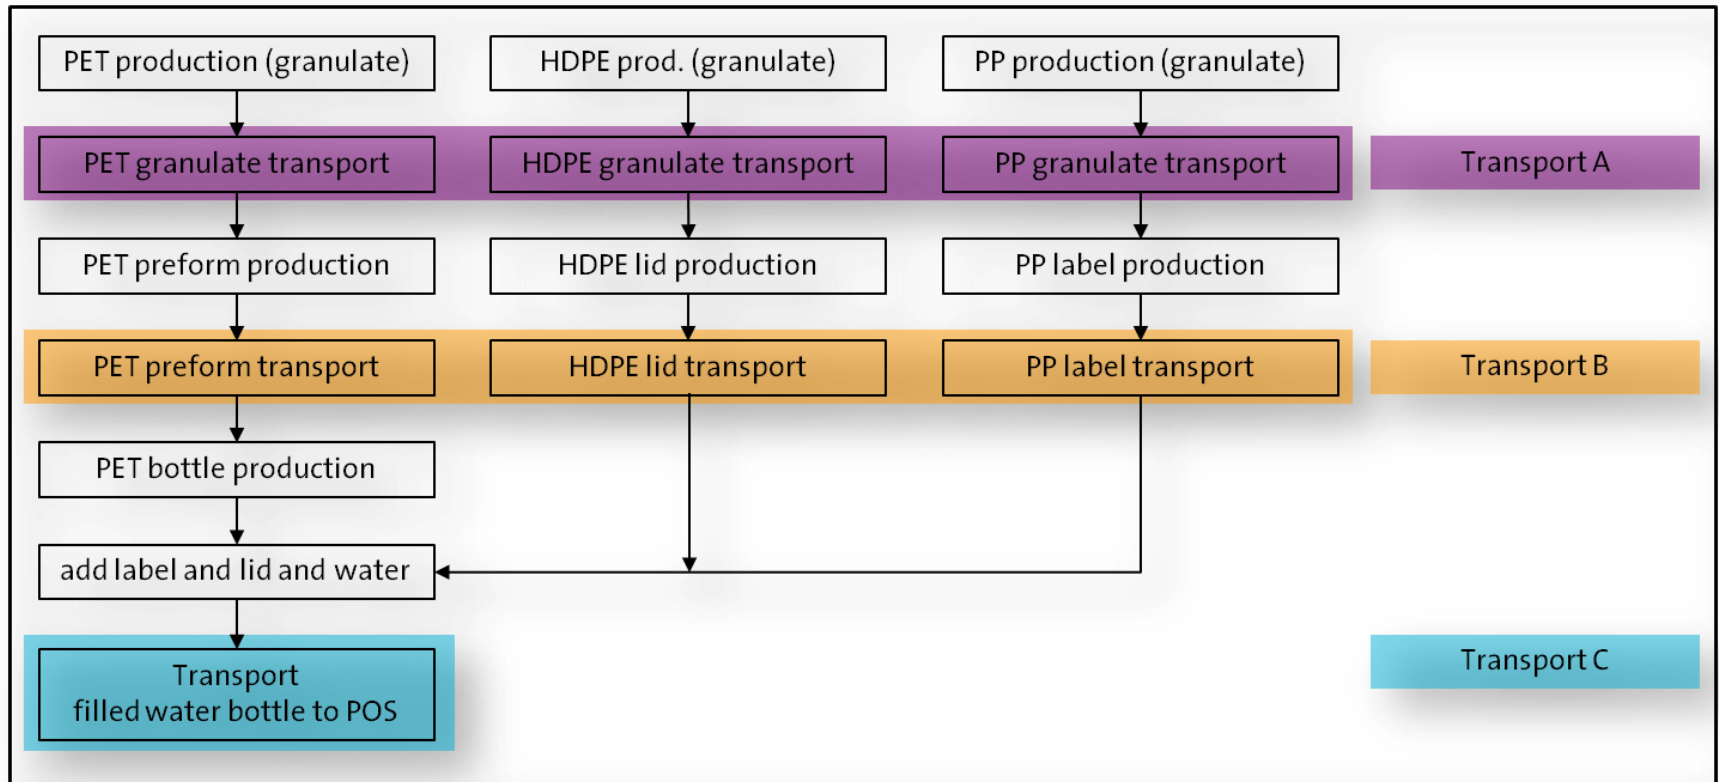 PET production (granulate)
HDPE prod. (granulate)
PP production (granulate)
PET granulate transport
HDPE granulate transport
PP granulate transport
Transport A
PET preform production
HDPE lid production
PP label production
PET preform transport
HDPE lid transport
PP label transport
Transport B
PET bottle production
add label and lid and water
Transport
filled water bottle to POS
Transport C